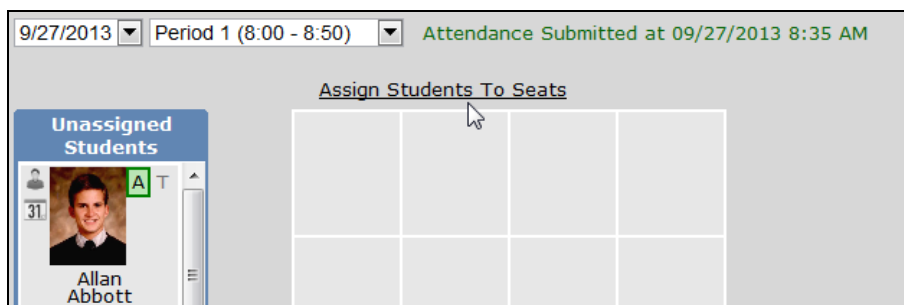 9/27/2013 Period 1 (8:00 - 8:50) Attendance Submitted at 09/27/2013 8:35 AM
Assign Students To Seats
Unassigned
Students
A T
31
Allan
Abbott